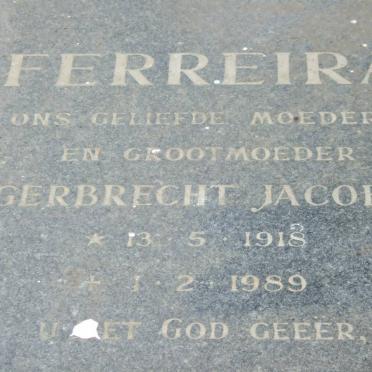 FERREIRA
ONS GELIEFDE MOEDER
EN GROOTMOEDER
GERBRECHT JACOB
★ 13 · 5 · 1918
+ 1 · 2 · 1989
GOD GEEER,